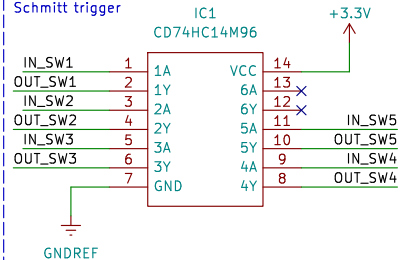 Schmitt trigger
IC1
CD74HC14M96
+3.3V
IN_SW1 1 1A VCC 14
OUT_SW1 2 1Y 6A 13
IN_SW2 3 2A 6Y 12
OUT_SW2 4 2Y 5A 11 IN_SW5
IN_SW3 5 3A 5Y 10 OUT_SW5
OUT_SW3 6 3Y 4A 9 IN_SW4
7 GND 4Y 8 OUT_SW4
GNDREF